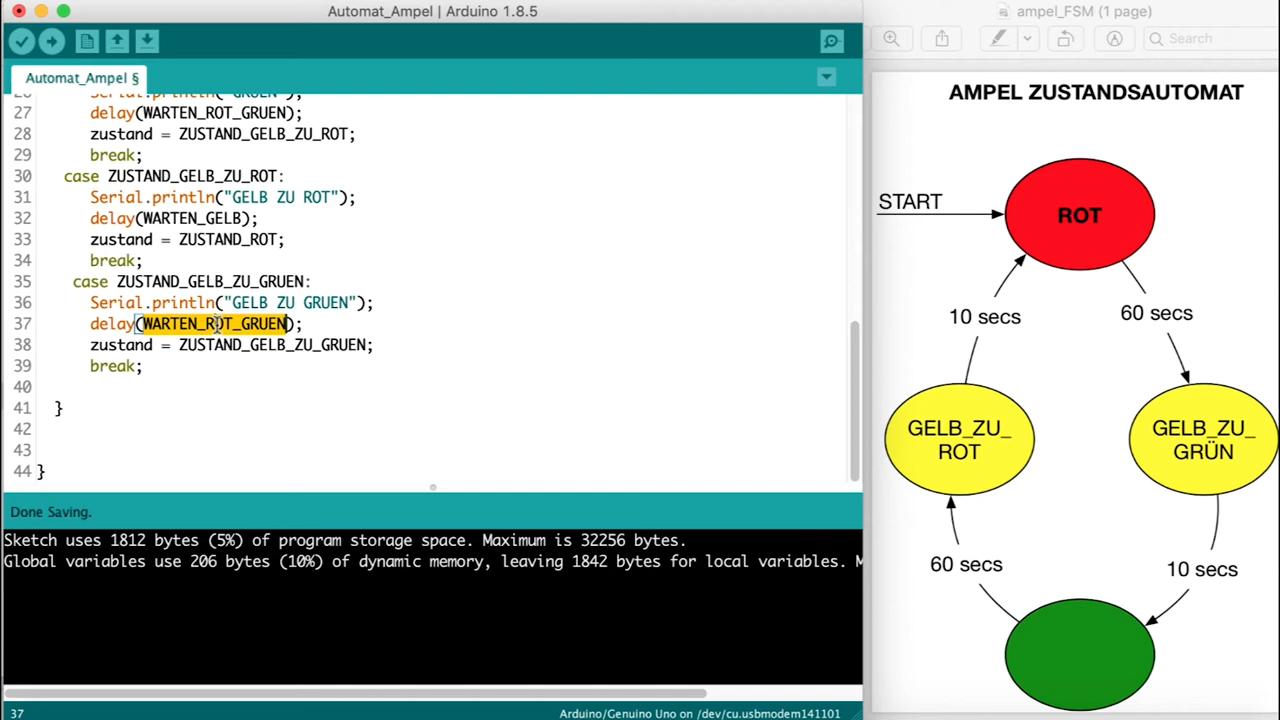 Automat_Ampel | Arduino 1.8.5
Automat_Ampel §
26 Serial.println("GRUEN");
27 delay(WARTEN_ROT_GRUEN);
28 zustand = ZUSTAND_GELB_ZU_ROT;
29 break;
30 case ZUSTAND_GELB_ZU_ROT:
31 Serial.println("GELB ZU ROT");
32 delay(WARTEN_GELB);
33 zustand = ZUSTAND_ROT;
34 break;
35 case ZUSTAND_GELB_ZU_GRUEN:
36 Serial.println("GELB ZU GRUEN");
37 delay(WARTEN_ROT_GRUEN);
38 zustand = ZUSTAND_GELB_ZU_GRUEN;
39 break;
40
41 }
42
43
44 }
Done Saving.
Sketch uses 1812 bytes (5%) of program storage space. Maximum is 32256 bytes.
Global variables use 206 bytes (10%) of dynamic memory, leaving 1842 bytes for local variables. M
37
Arduino/Genuino Uno on /dev/cu.usbmodem141101
ampel_FSM (1 page)
Search
AMPEL ZUSTANDSAUTOMAT
START
ROT
10 secs
60 secs
GELB_ZU_
ROT
GELB_ZU_
GRÜN
60 secs
10 secs